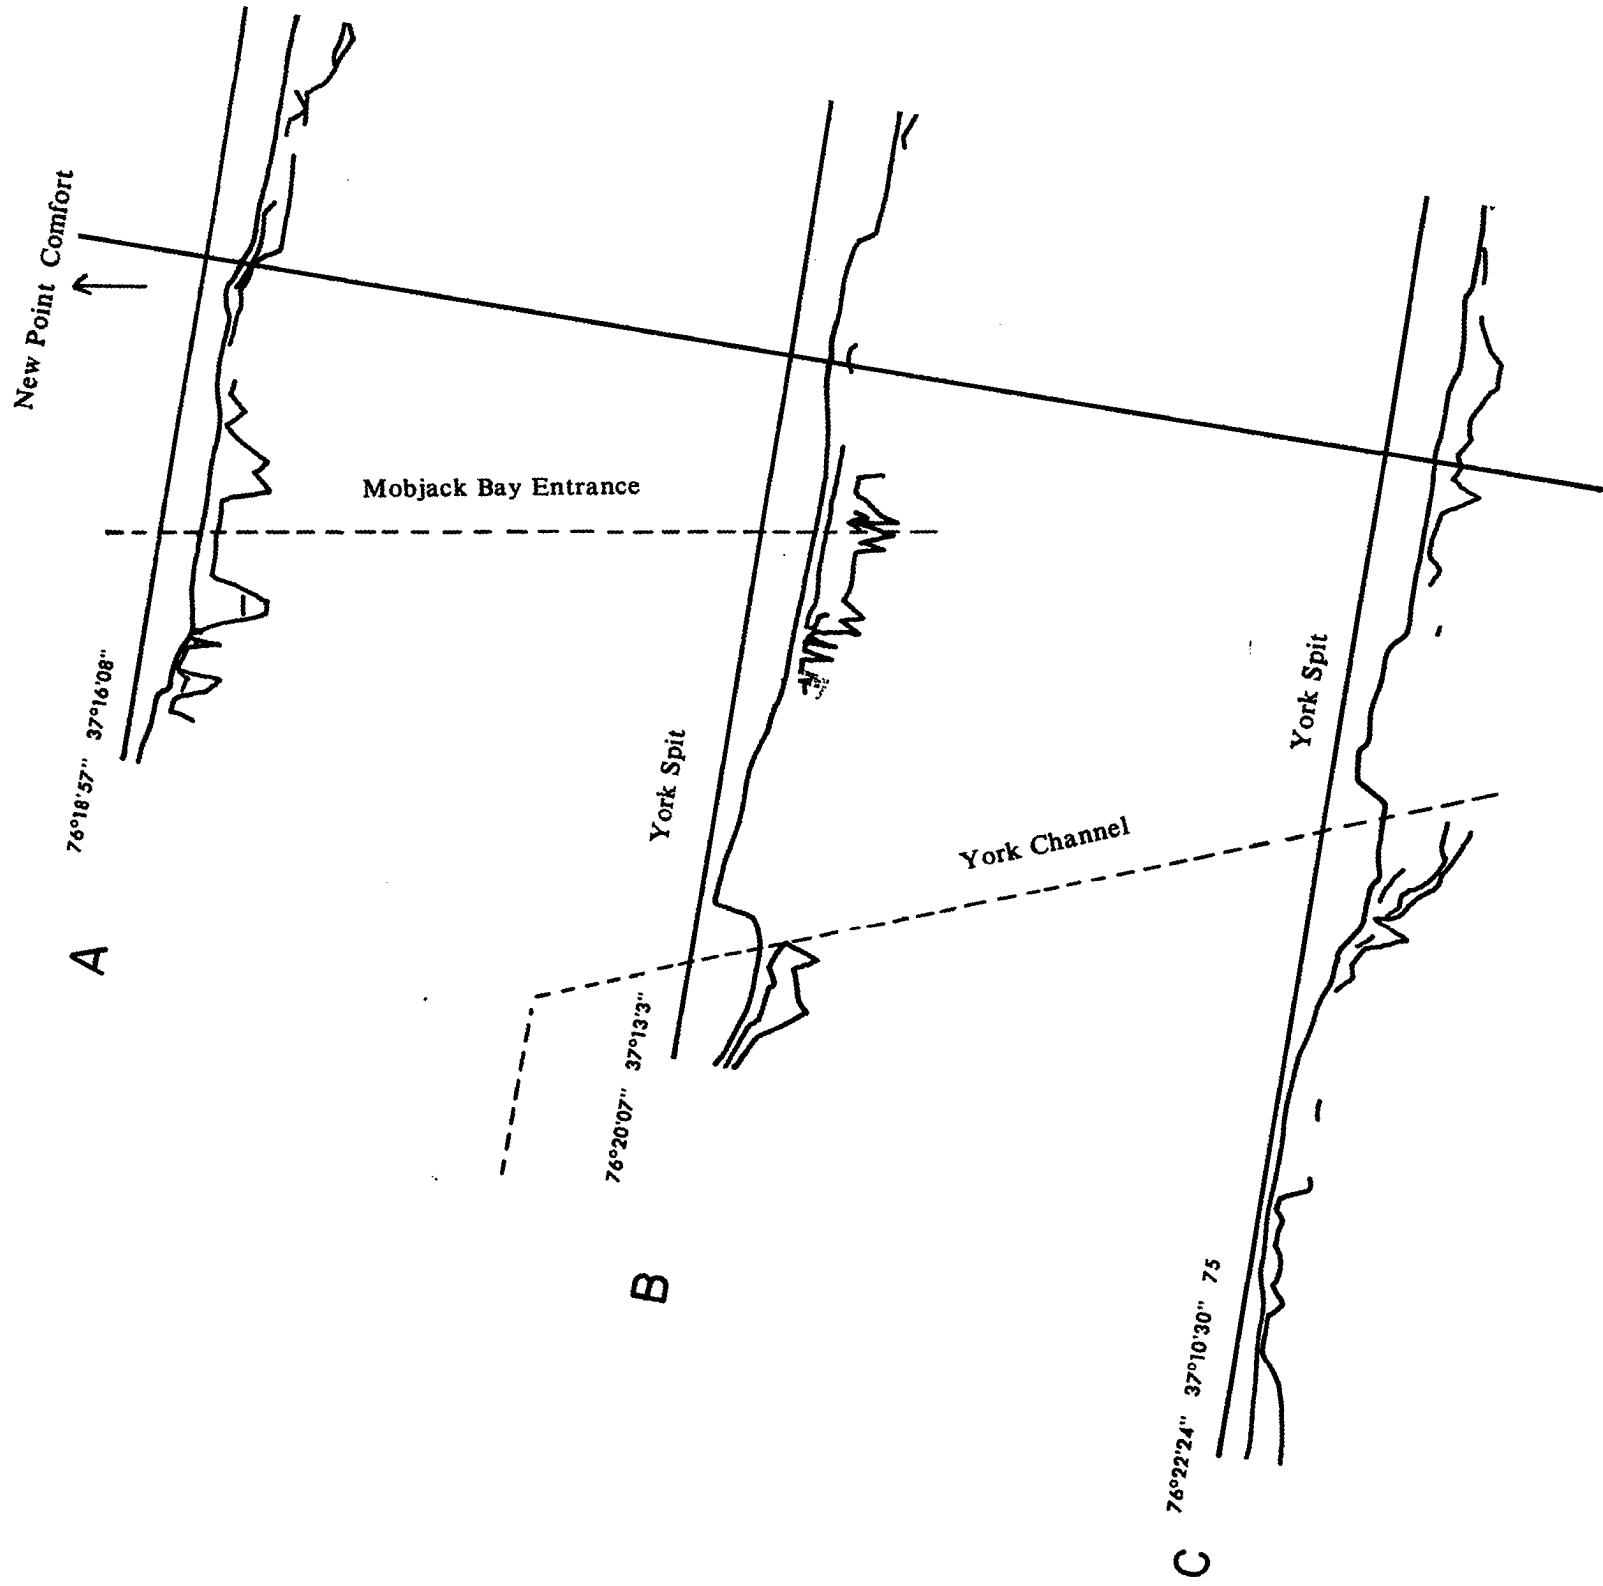 New Point Comfort
Mobjack Bay Entrance
76°18'57" 37°16'08"
A
York Spit
York Channel
76°20'07" 37°13'3"
B
York Spit
76°22'24" 37°10'30" 75
C